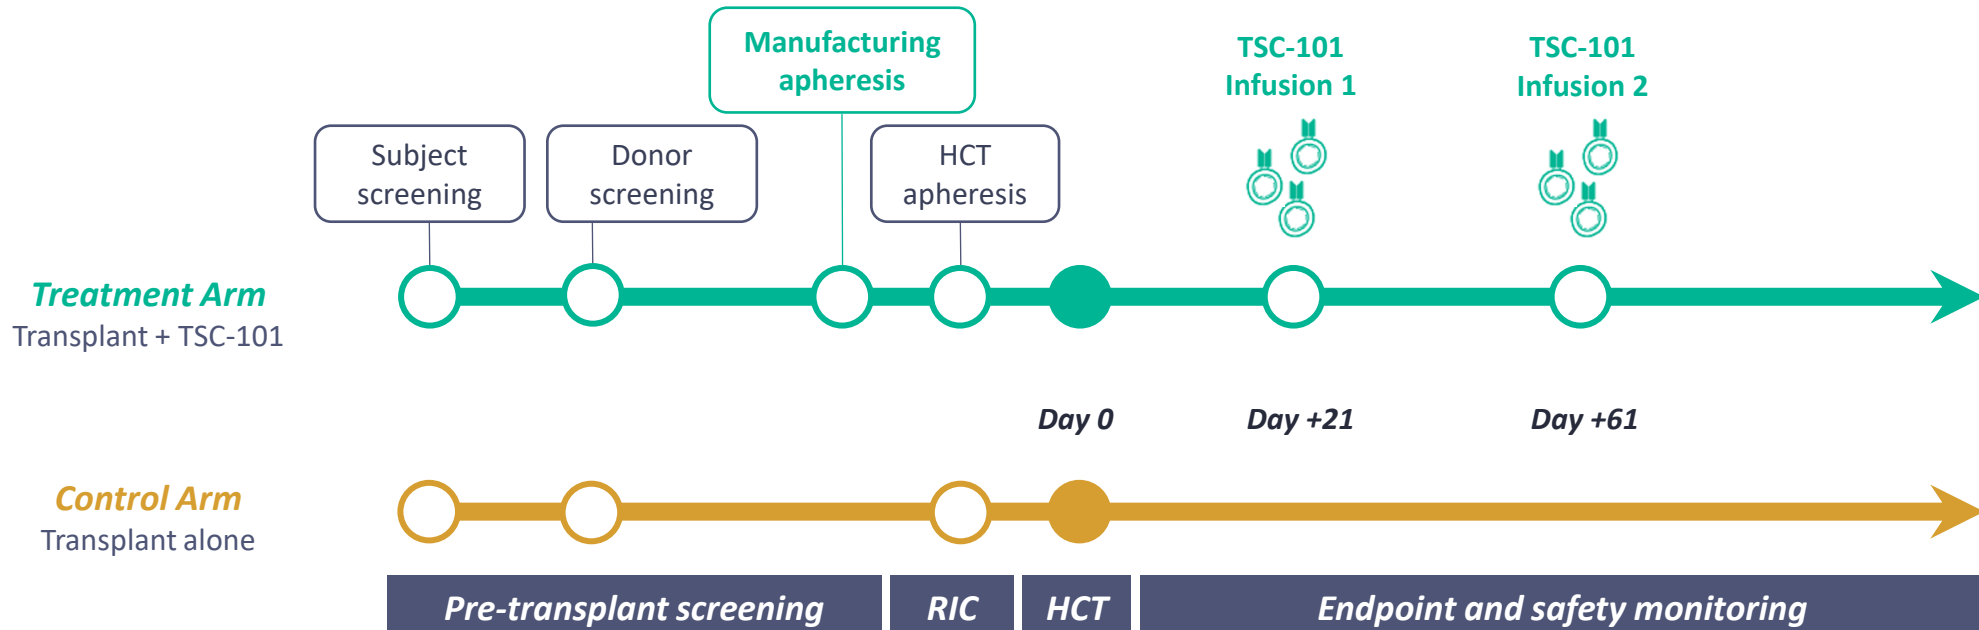 Manufacturing
apheresis
TSC-101
Infusion 1
TSC-101
Infusion 2
Subject
screening
Donor
screening
HCT
apheresis
Treatment Arm
Transplant + TSC-101
Day 0
Day +21
Day +61
Control Arm
Transplant alone
Pre-transplant screening
RIC
HCT
Endpoint and safety monitoring